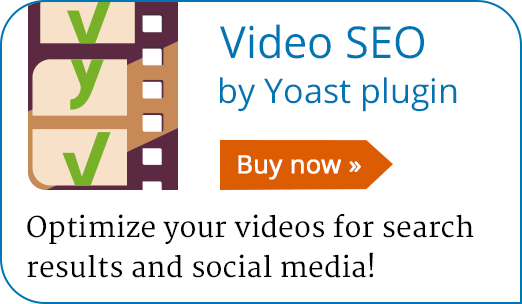 Video SEO
by Yoast plugin
Buy now »
Optimize your videos for search
results and social media!